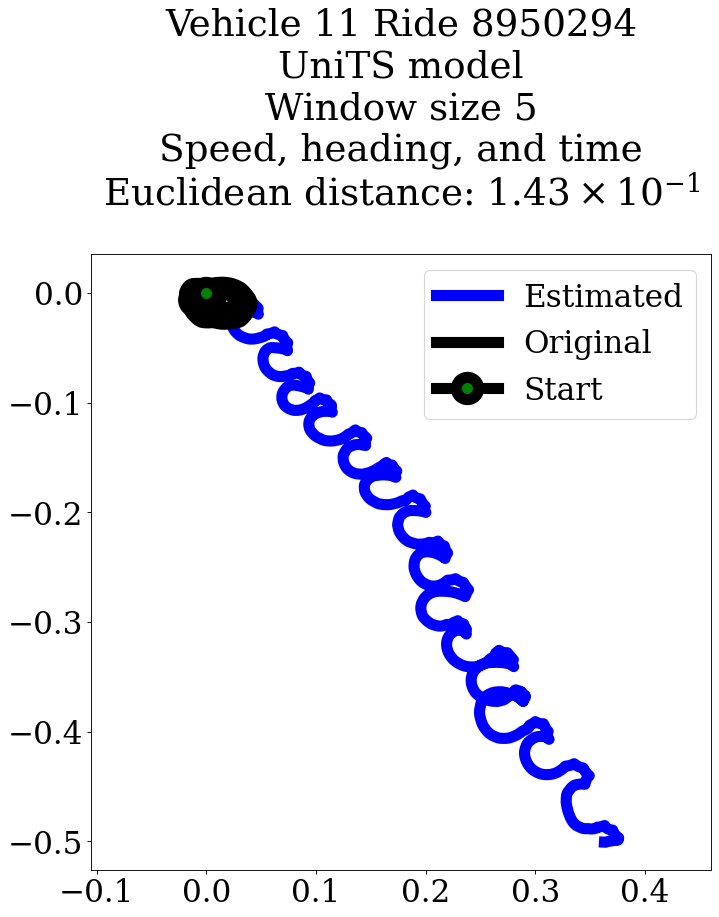 Vehicle 11 Ride 8950294
UniTS model
Window size 5
Speed, heading, and time
Euclidean distance: 1.43 × 10⁻¹
Estimated
Original
Start
0.0
−0.1
−0.2
−0.3
−0.4
−0.5
−0.1 0.0 0.1 0.2 0.3 0.4